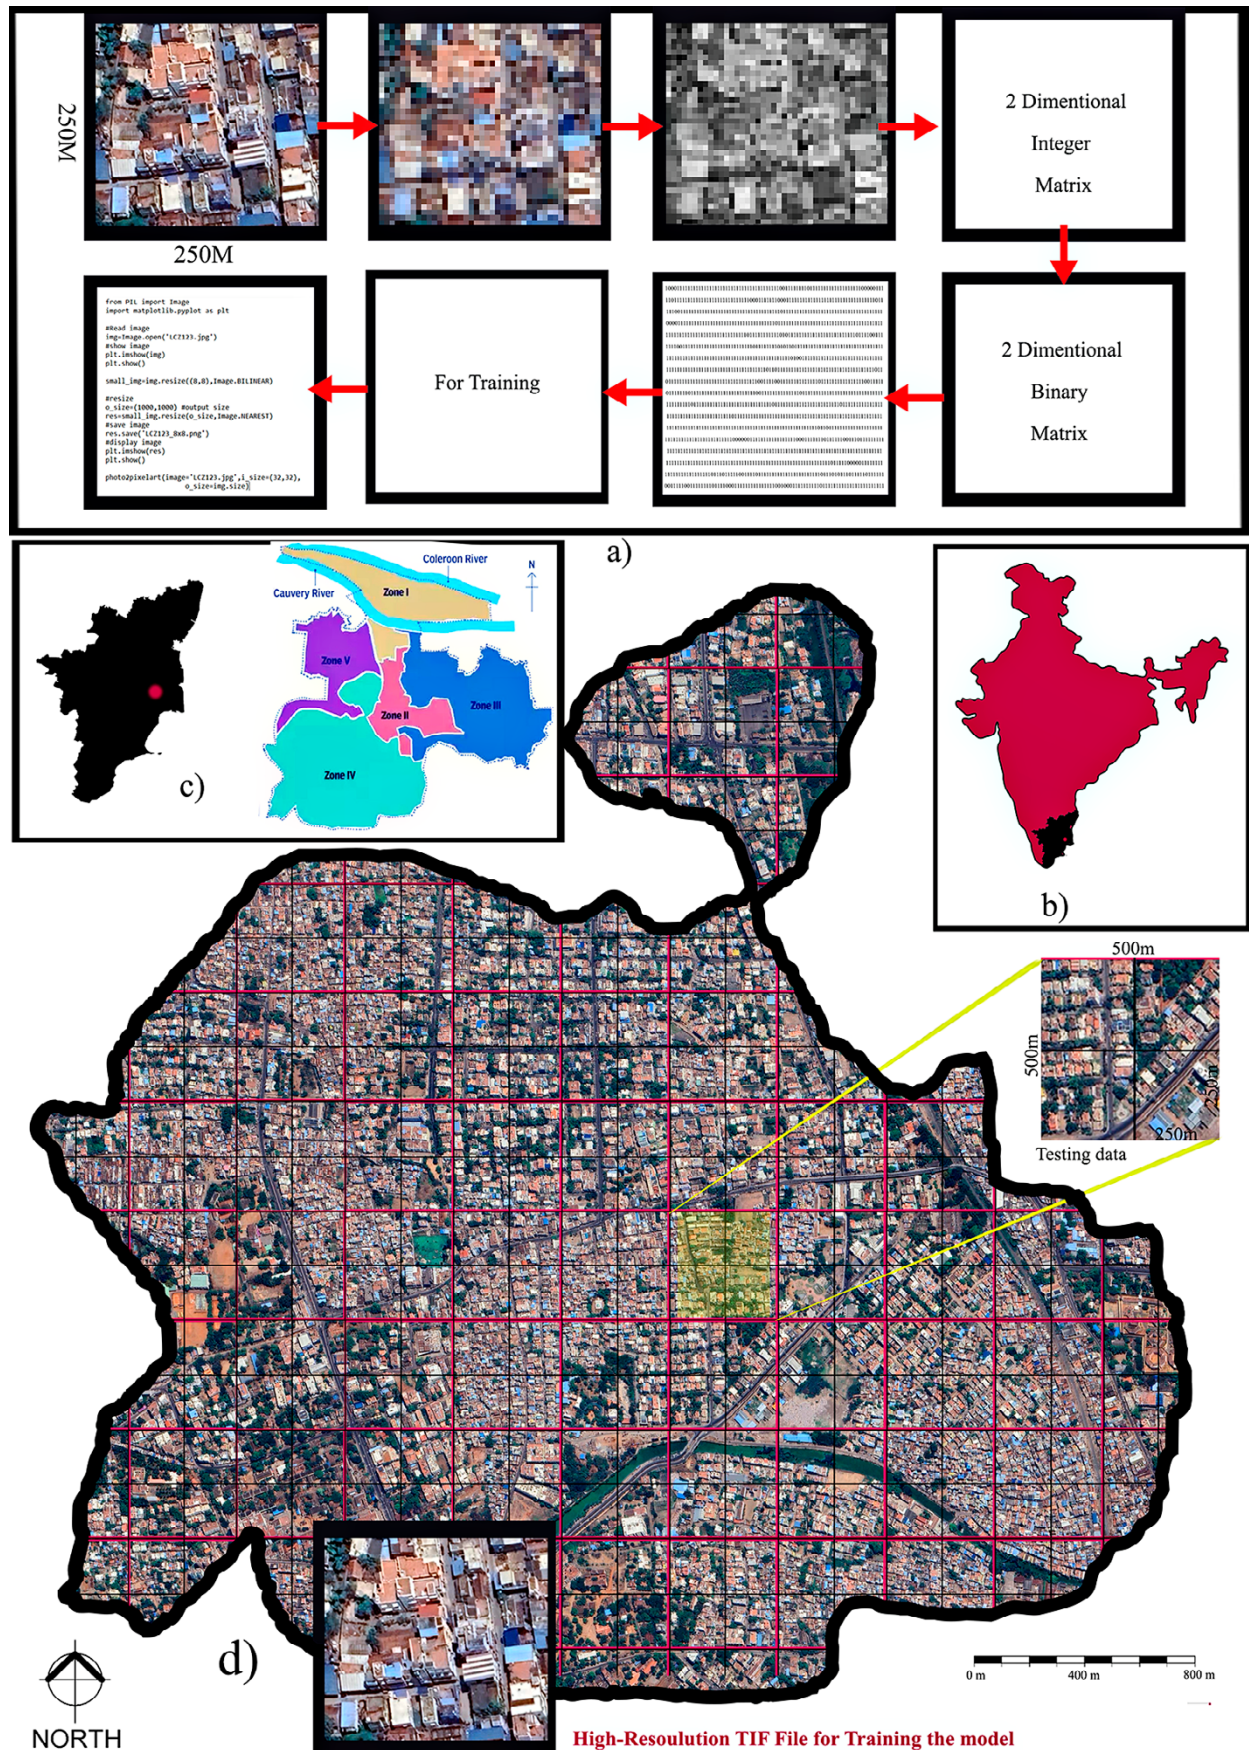 250M
250M
2 Dimentional
Integer
Matrix
from PIL import Image
import matplotlib.pyplot as plt
#Read image
img=Image.open('LCZ123.jpg')
#show image
plt.imshow(img)
plt.show()
small_img=img.resize((8,8),Image.BILINEAR)
#resize
o_size=(1000,1000) #output size
res=small_img.resize(o_size,Image.NEAREST)
#save image
res.save('LCZ123_8x8.png')
#display image
plt.imshow(res)
plt.show()
photo2pixelart(image='LCZ123.jpg',i_size=(32,32),
o_size=img.size)
For Training
2 Dimentional
Binary
Matrix
a)
Coleroon River
Cauvery River
N
Zone I
Zone V
Zone II
Zone III
Zone IV
c)
b)
500m
500m
250m
250m
Testing data
d)
NORTH
0 m
400 m
800 m
High-Resoulution TIF File for Training the model